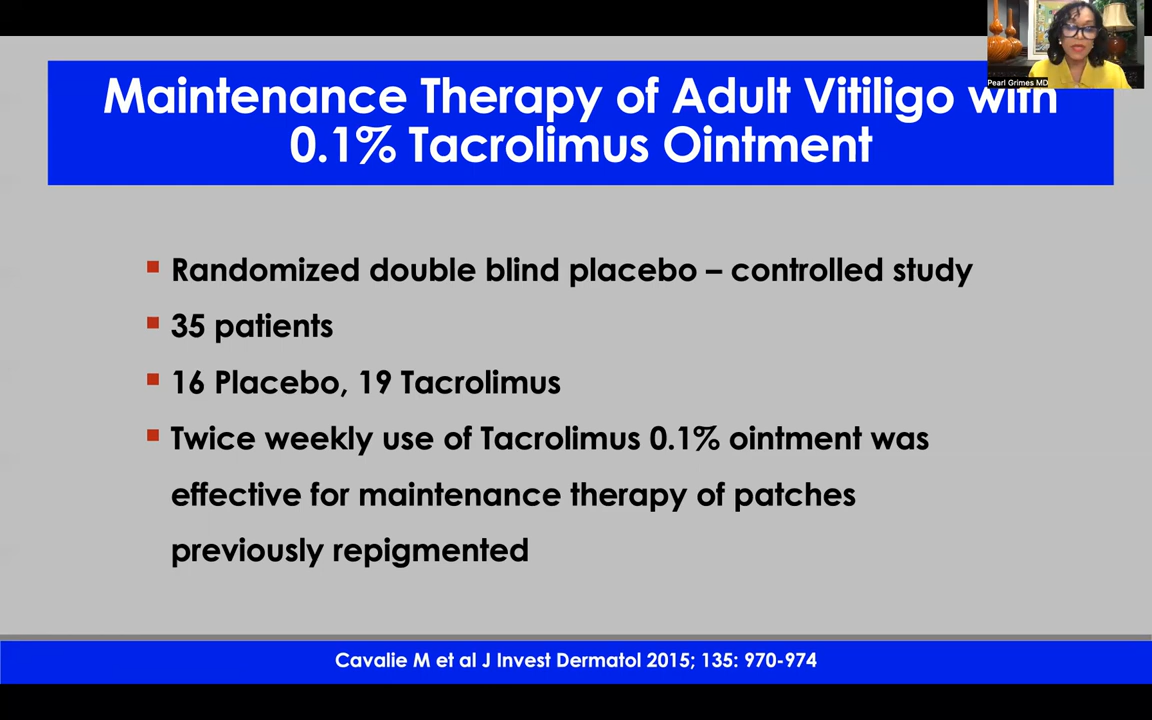 Maintenance Therapy of Adult Vitiligo with
0.1% Tacrolimus Ointment
Pearl Grimes MD
Randomized double blind placebo – controlled study
35 patients
16 Placebo, 19 Tacrolimus
Twice weekly use of Tacrolimus 0.1% ointment was
effective for maintenance therapy of patches
previously repigmented
Cavalie M et al J Invest Dermatol 2015; 135: 970-974